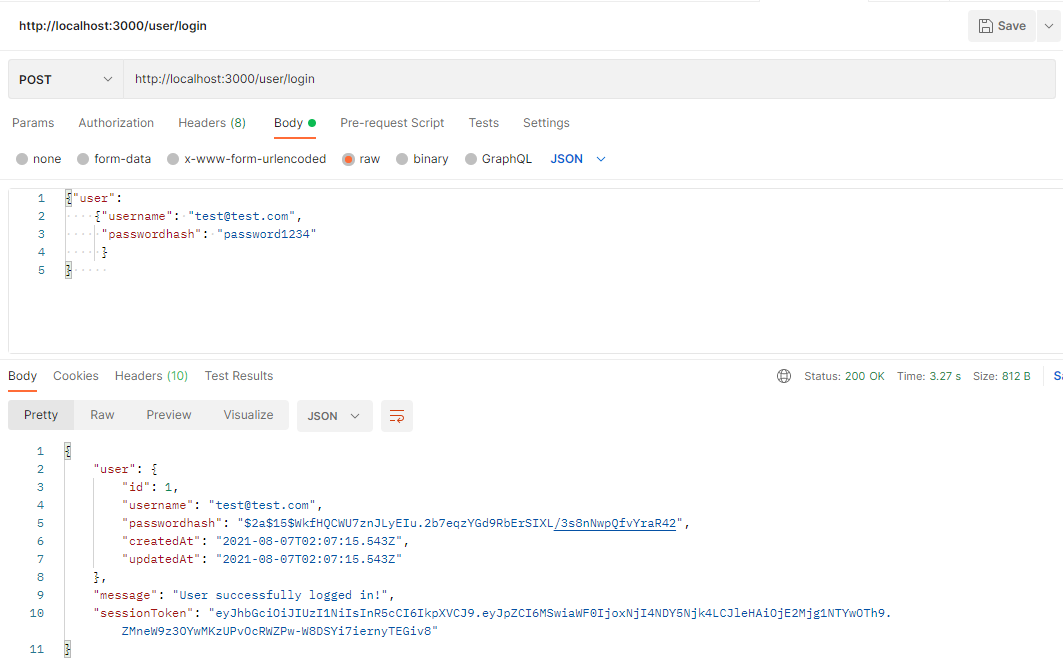 http://localhost:3000/user/login
Save
POST http://localhost:3000/user/login
Params Authorization Headers (8) Body Pre-request Script Tests Settings
none form-data x-www-form-urlencoded raw binary GraphQL JSON
1 {"user":
2 {"username": "test@test.com",
3 "passwordhash": "password1234"
4 }
5 }
Body Cookies Headers (10) Test Results Status: 200 OK Time: 3.27 s Size: 812 B Sa
Pretty Raw Preview Visualize JSON
1 {
2 "user": {
3 "id": 1,
4 "username": "test@test.com",
5 "passwordhash": "$2a$15$WkfHQCWU7znJLyEIu.2b7eqzYGd9RbErSIXL/3s8nNwpQfvYraR42",
6 "createdAt": "2021-08-07T02:07:15.543Z",
7 "updatedAt": "2021-08-07T02:07:15.543Z"
8 },
9 "message": "User successfully logged in!",
10 "sessionToken": "eyJhbGciOiJIUzI1NiIsInR5cCI6IkpXVCJ9.eyJpZCI6MSwiaWF0IjoxNjI4NDY5Njk4LCJleHAiOjE2Mjg1NTYwOTh9.
ZMneW9z3OYwMKzUPvOcRWZPw-W8DSYi7iernyTEGiv8"
11 }